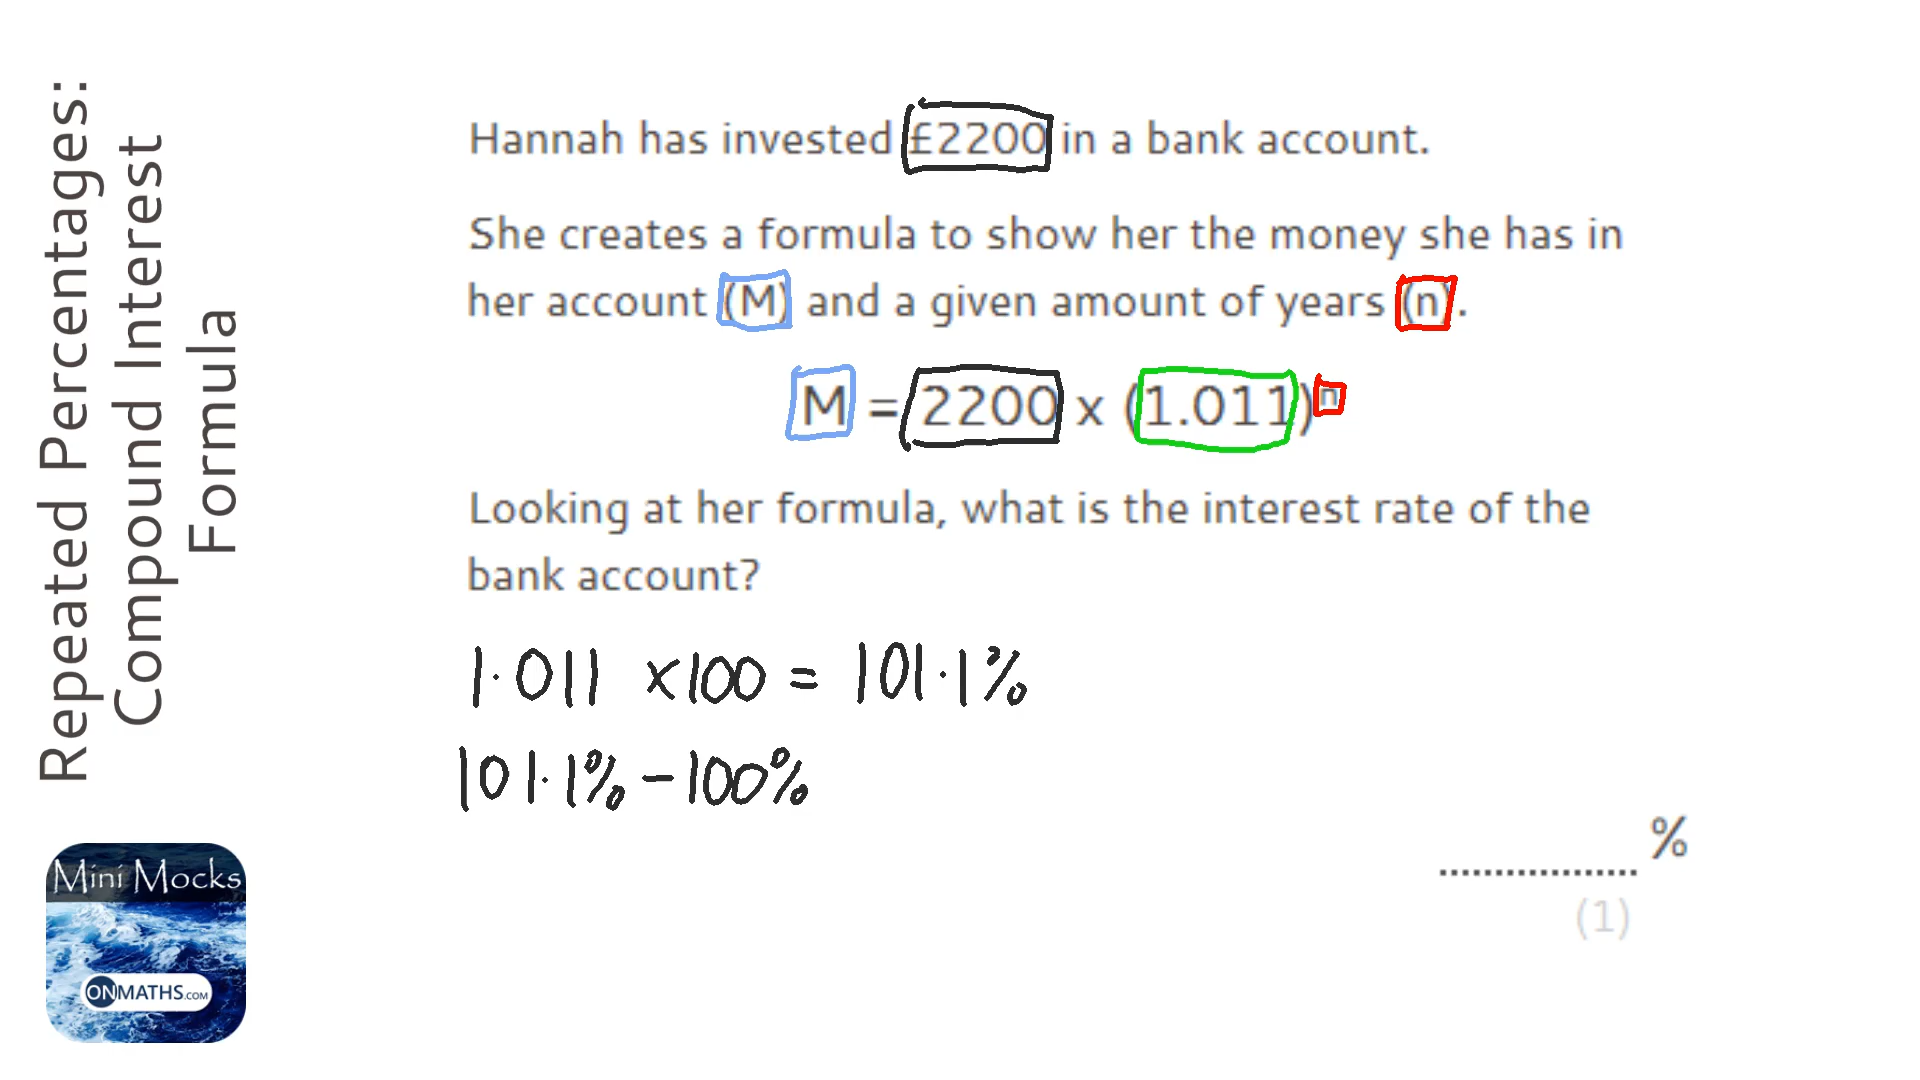 Repeated Percentages:
Compound Interest
Formula
Hannah has invested £2200 in a bank account.
She creates a formula to show her the money she has in
her account (M) and a given amount of years (n).
M = 2200 x (1.011)ⁿ
Looking at her formula, what is the interest rate of the
bank account?
1.011 ×100 = 101.1%
101.1% - 100%
.................. %
(1)
Mini Mocks
ONMATHS.COM